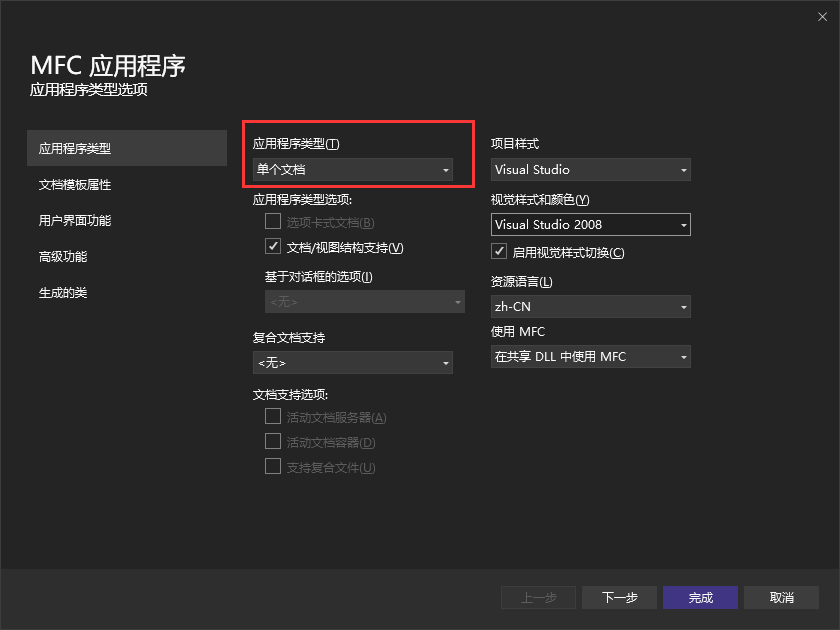 MFC 应用程序
应用程序类型选项
应用程序类型
文档模板属性
用户界面功能
高级功能
生成的类
应用程序类型(T)
单个文档
应用程序类型选项:
选项卡式文档(B)
文档/视图结构支持(V)
基于对话框的选项(I)
<无>
复合文档支持
<无>
文档支持选项:
活动文档服务器(A)
活动文档容器(D)
支持复合文件(U)
项目样式
Visual Studio
视觉样式和颜色(Y)
Visual Studio 2008
启用视觉样式切换(C)
资源语言(L)
zh-CN
使用 MFC
在共享 DLL 中使用 MFC
上一步
下一步
完成
取消